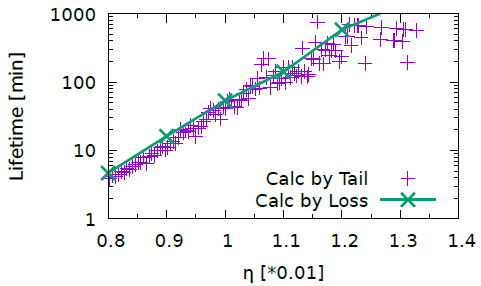 1000
100
10
1
Lifetime [min]
Calc by Tail
Calc by Loss
0.8 0.9 1 1.1 1.2 1.3 1.4
η [*0.01]